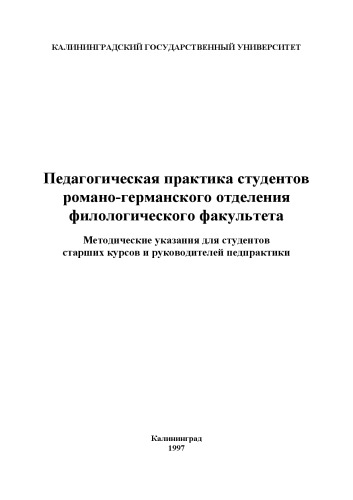 КАЛИНИНГРАДСКИЙ ГОСУДАРСТВЕННЫЙ УНИВЕРСИТЕТ
Педагогическая практика студентов
романо-германского отделения
филологического факультета
Методические указания для студентов
старших курсов и руководителей педпрактики
Калининград
1997